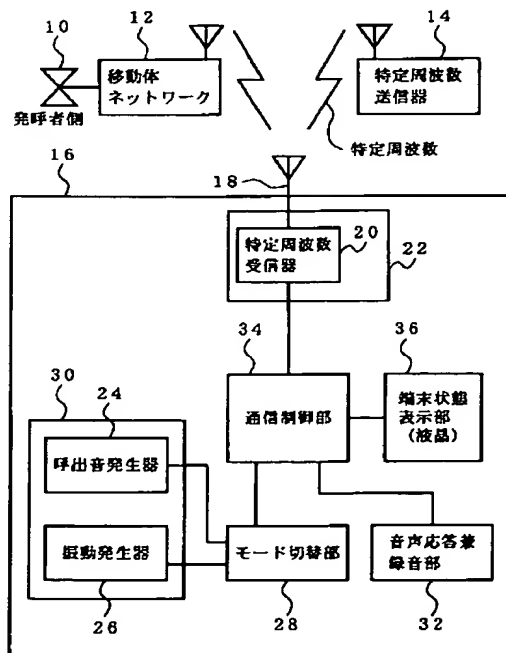 10
12
14
移動体
ネットワーク
特定周波数
送信器
発呼者側
特定周波数
16
18
特定周波数
受信器
20
22
34
36
通信制御部
端末状態
表示部
(液晶)
30
24
呼出音発生器
振動発生器
モード切替部
音声応答兼
録音部
26
28
32